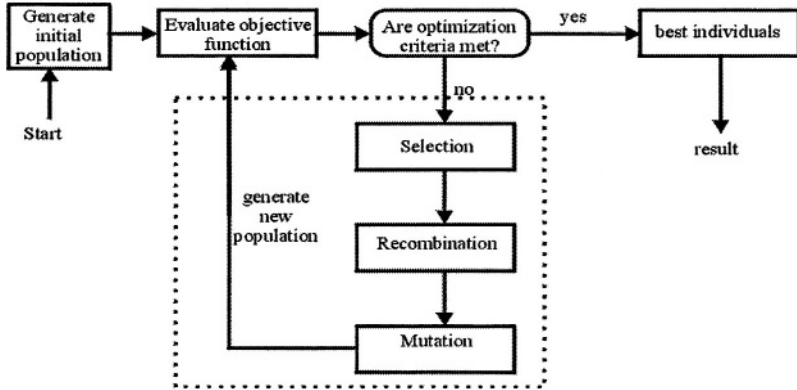 Generate
initial
population
Evaluate objective
function
Are optimization
criteria met?
yes
best individuals
Start
no
result
Selection
generate
new
population
Recombination
Mutation